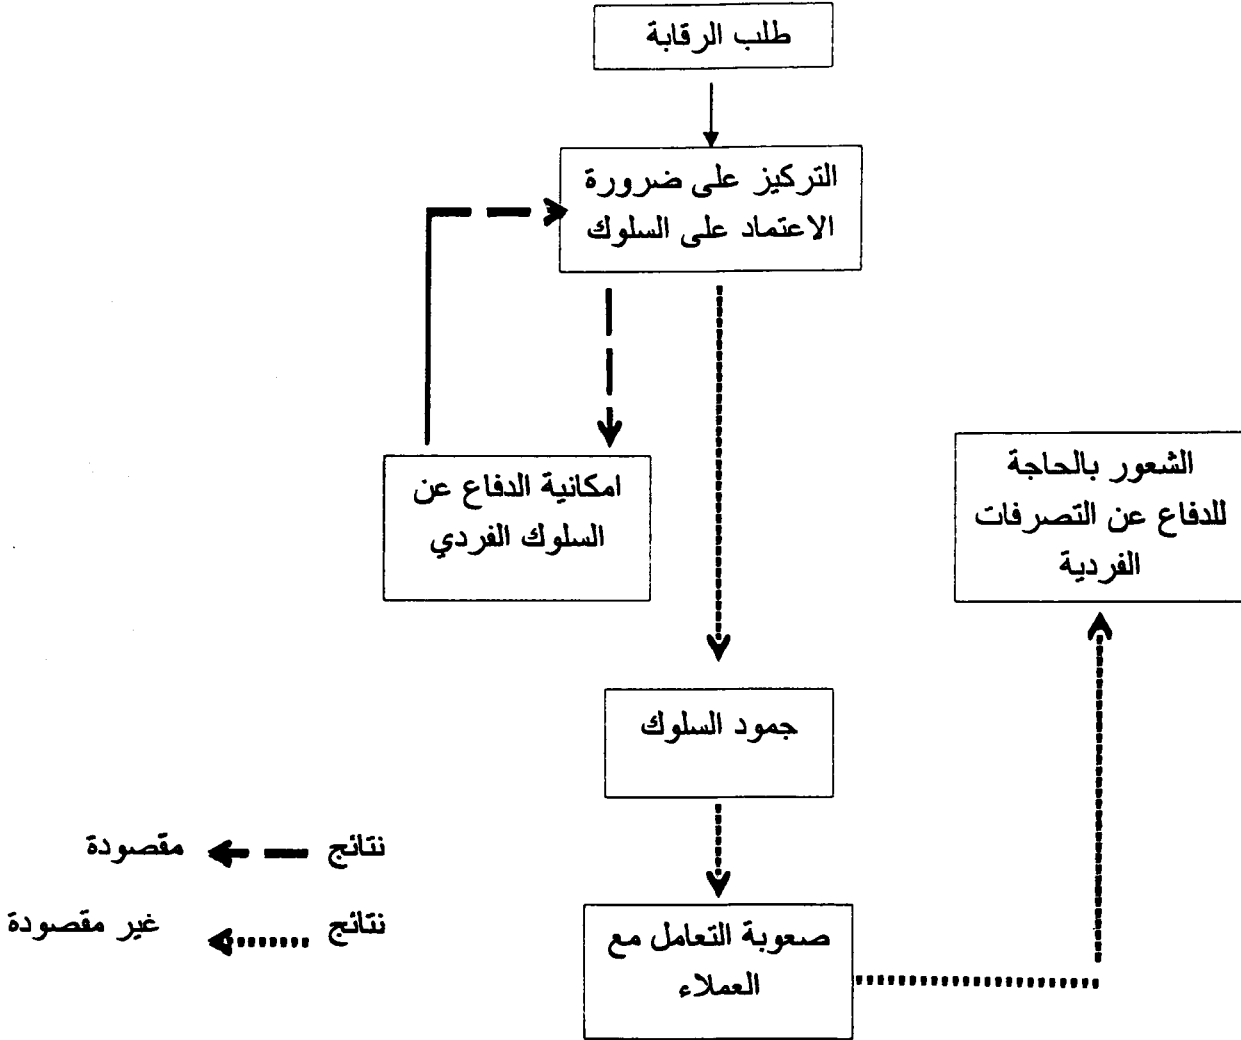 طلب الرقابة
التركيز على ضرورة
الاعتماد على السلوك
امكانية الدفاع عن
السلوك الفردي
الشعور بالحاجة
للدفاع عن التصرفات
الفردية
جمود السلوك
نتائج مقصودة
نتائج غير مقصودة
صعوبة التعامل مع
العملاء